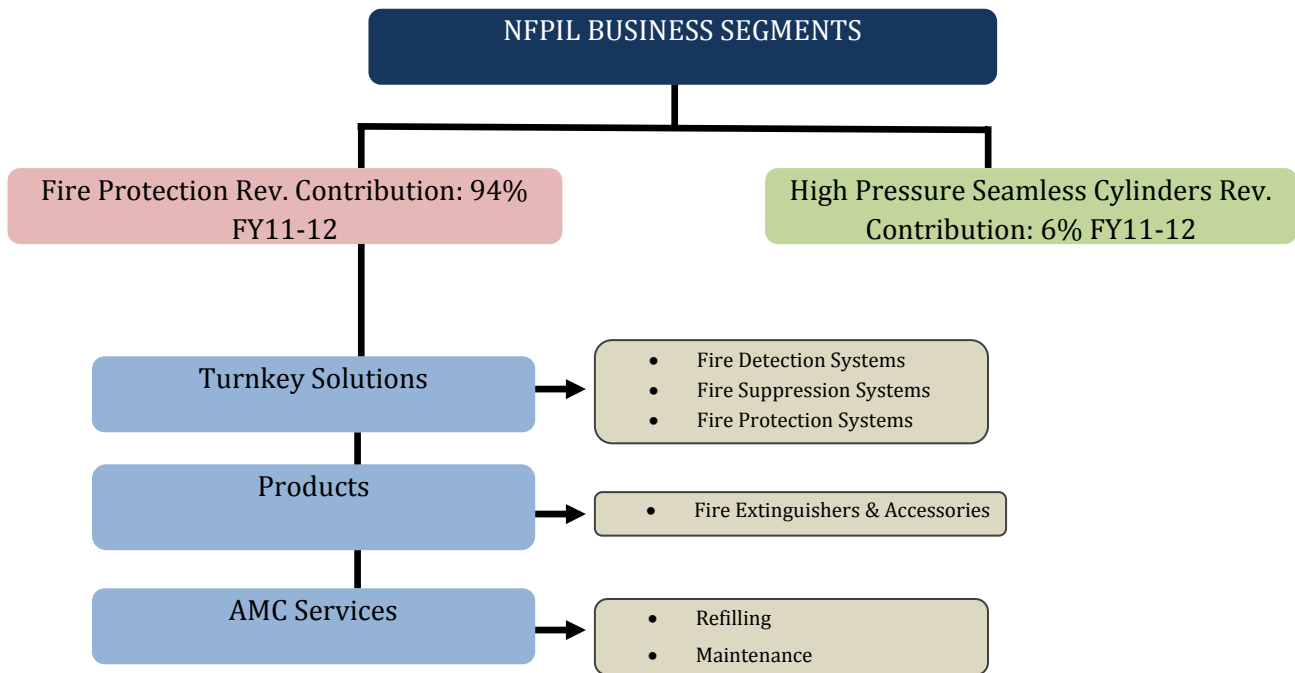 NFPIL BUSINESS SEGMENTS
Fire Protection Rev. Contribution: 94%
FY11-12
High Pressure Seamless Cylinders Rev.
Contribution: 6% FY11-12
Turnkey Solutions
• Fire Detection Systems
• Fire Suppression Systems
• Fire Protection Systems
Products
• Fire Extinguishers & Accessories
AMC Services
• Refilling
• Maintenance